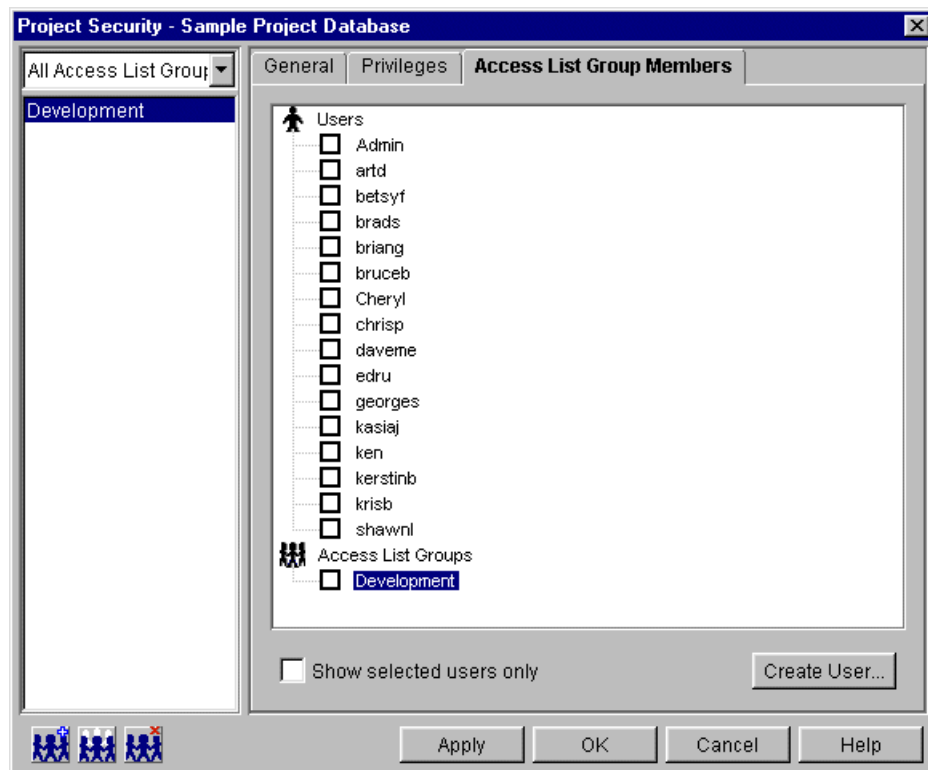 Project Security - Sample Project Database
All Access List Group
Development
General Privileges Access List Group Members
Users
Admin
artd
betsyf
brads
briang
bruceb
Cheryl
chrisp
daveme
edru
georges
kasiaj
ken
kerstinb
krisb
shawnl
Access List Groups
Development
Show selected users only
Create User...
Apply OK Cancel Help